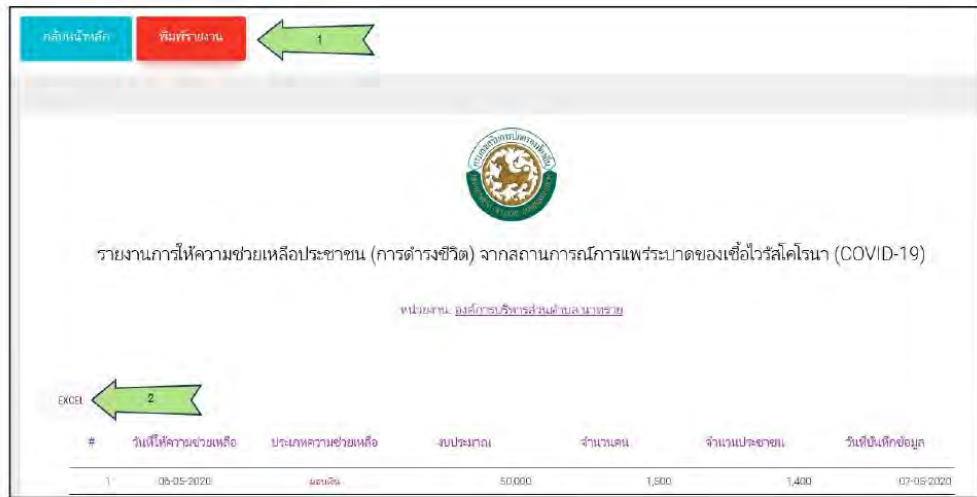 กลับหน้าหลัก พิมพ์รายงาน 1
รายงานการให้ความช่วยเหลือประชาชน (การดำรงชีวิต) จากสถานการณ์การแพร่ระบาดของเชื้อไวรัสโคโรนา (COVID-19)
หน่วยงาน: องค์การบริหารส่วนตำบล นาทราย
EXCEL 2
# วันที่ให้ความช่วยเหลือ ประเภทความช่วยเหลือ งบประมาณ จำนวนคน จำนวนประชาชน วันที่บันทึกข้อมูล
1 06-05-2020 มอบเงิน 50,000 1,500 1,400 07-05-2020